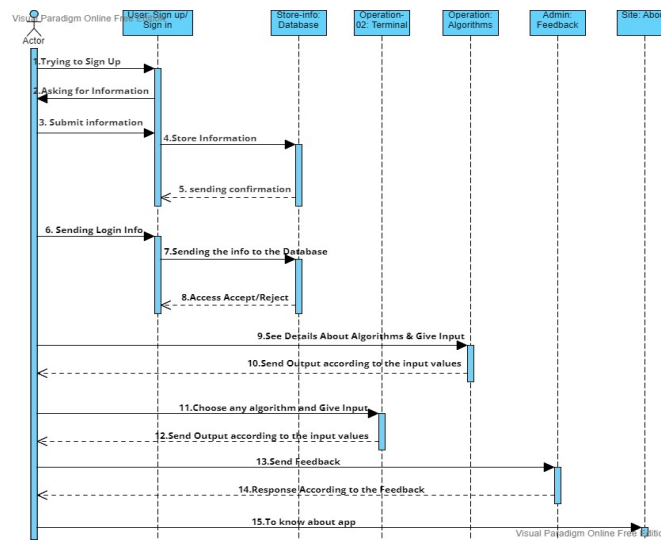 Visual Paradigm Online Free Edition
User: Sign up/
Sign in
Store-info:
Database
Operation-
02: Terminal
Operation:
Algorithms
Admin:
Feedback
Site: Abou
Actor
1.Trying to Sign Up
2.Asking for Information
3. Submit information
4.Store Information
5. sending confirmation
6. Sending Login Info
7.Sending the info to the Database
8.Access Accept/Reject
9.See Details About Algorithms & Give Input
10.Send Output according to the input values
11.Choose any algorithm and Give Input
12.Send Output according to the input values
13.Send Feedback
14.Response According to the Feedback
15.To know about app
Visual Paradigm Online Free Editio